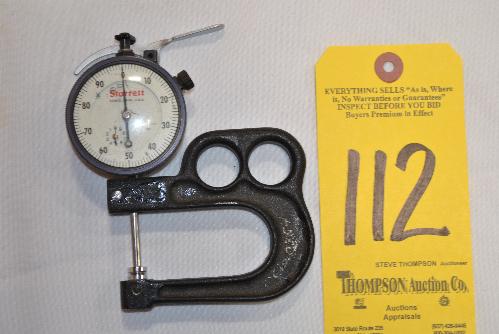 0
90
10
Starrett
80
20
70
30
60
40
50
EVERYTHING SELLS "As is, Where
is, No Warranties or Guarantees"
INSPECT BEFORE YOU BID
Buyers Premium in Effect
112
STEVE THOMPSON Auctioneer
THOMPSON Auction Co.
Auctions
Appraisals